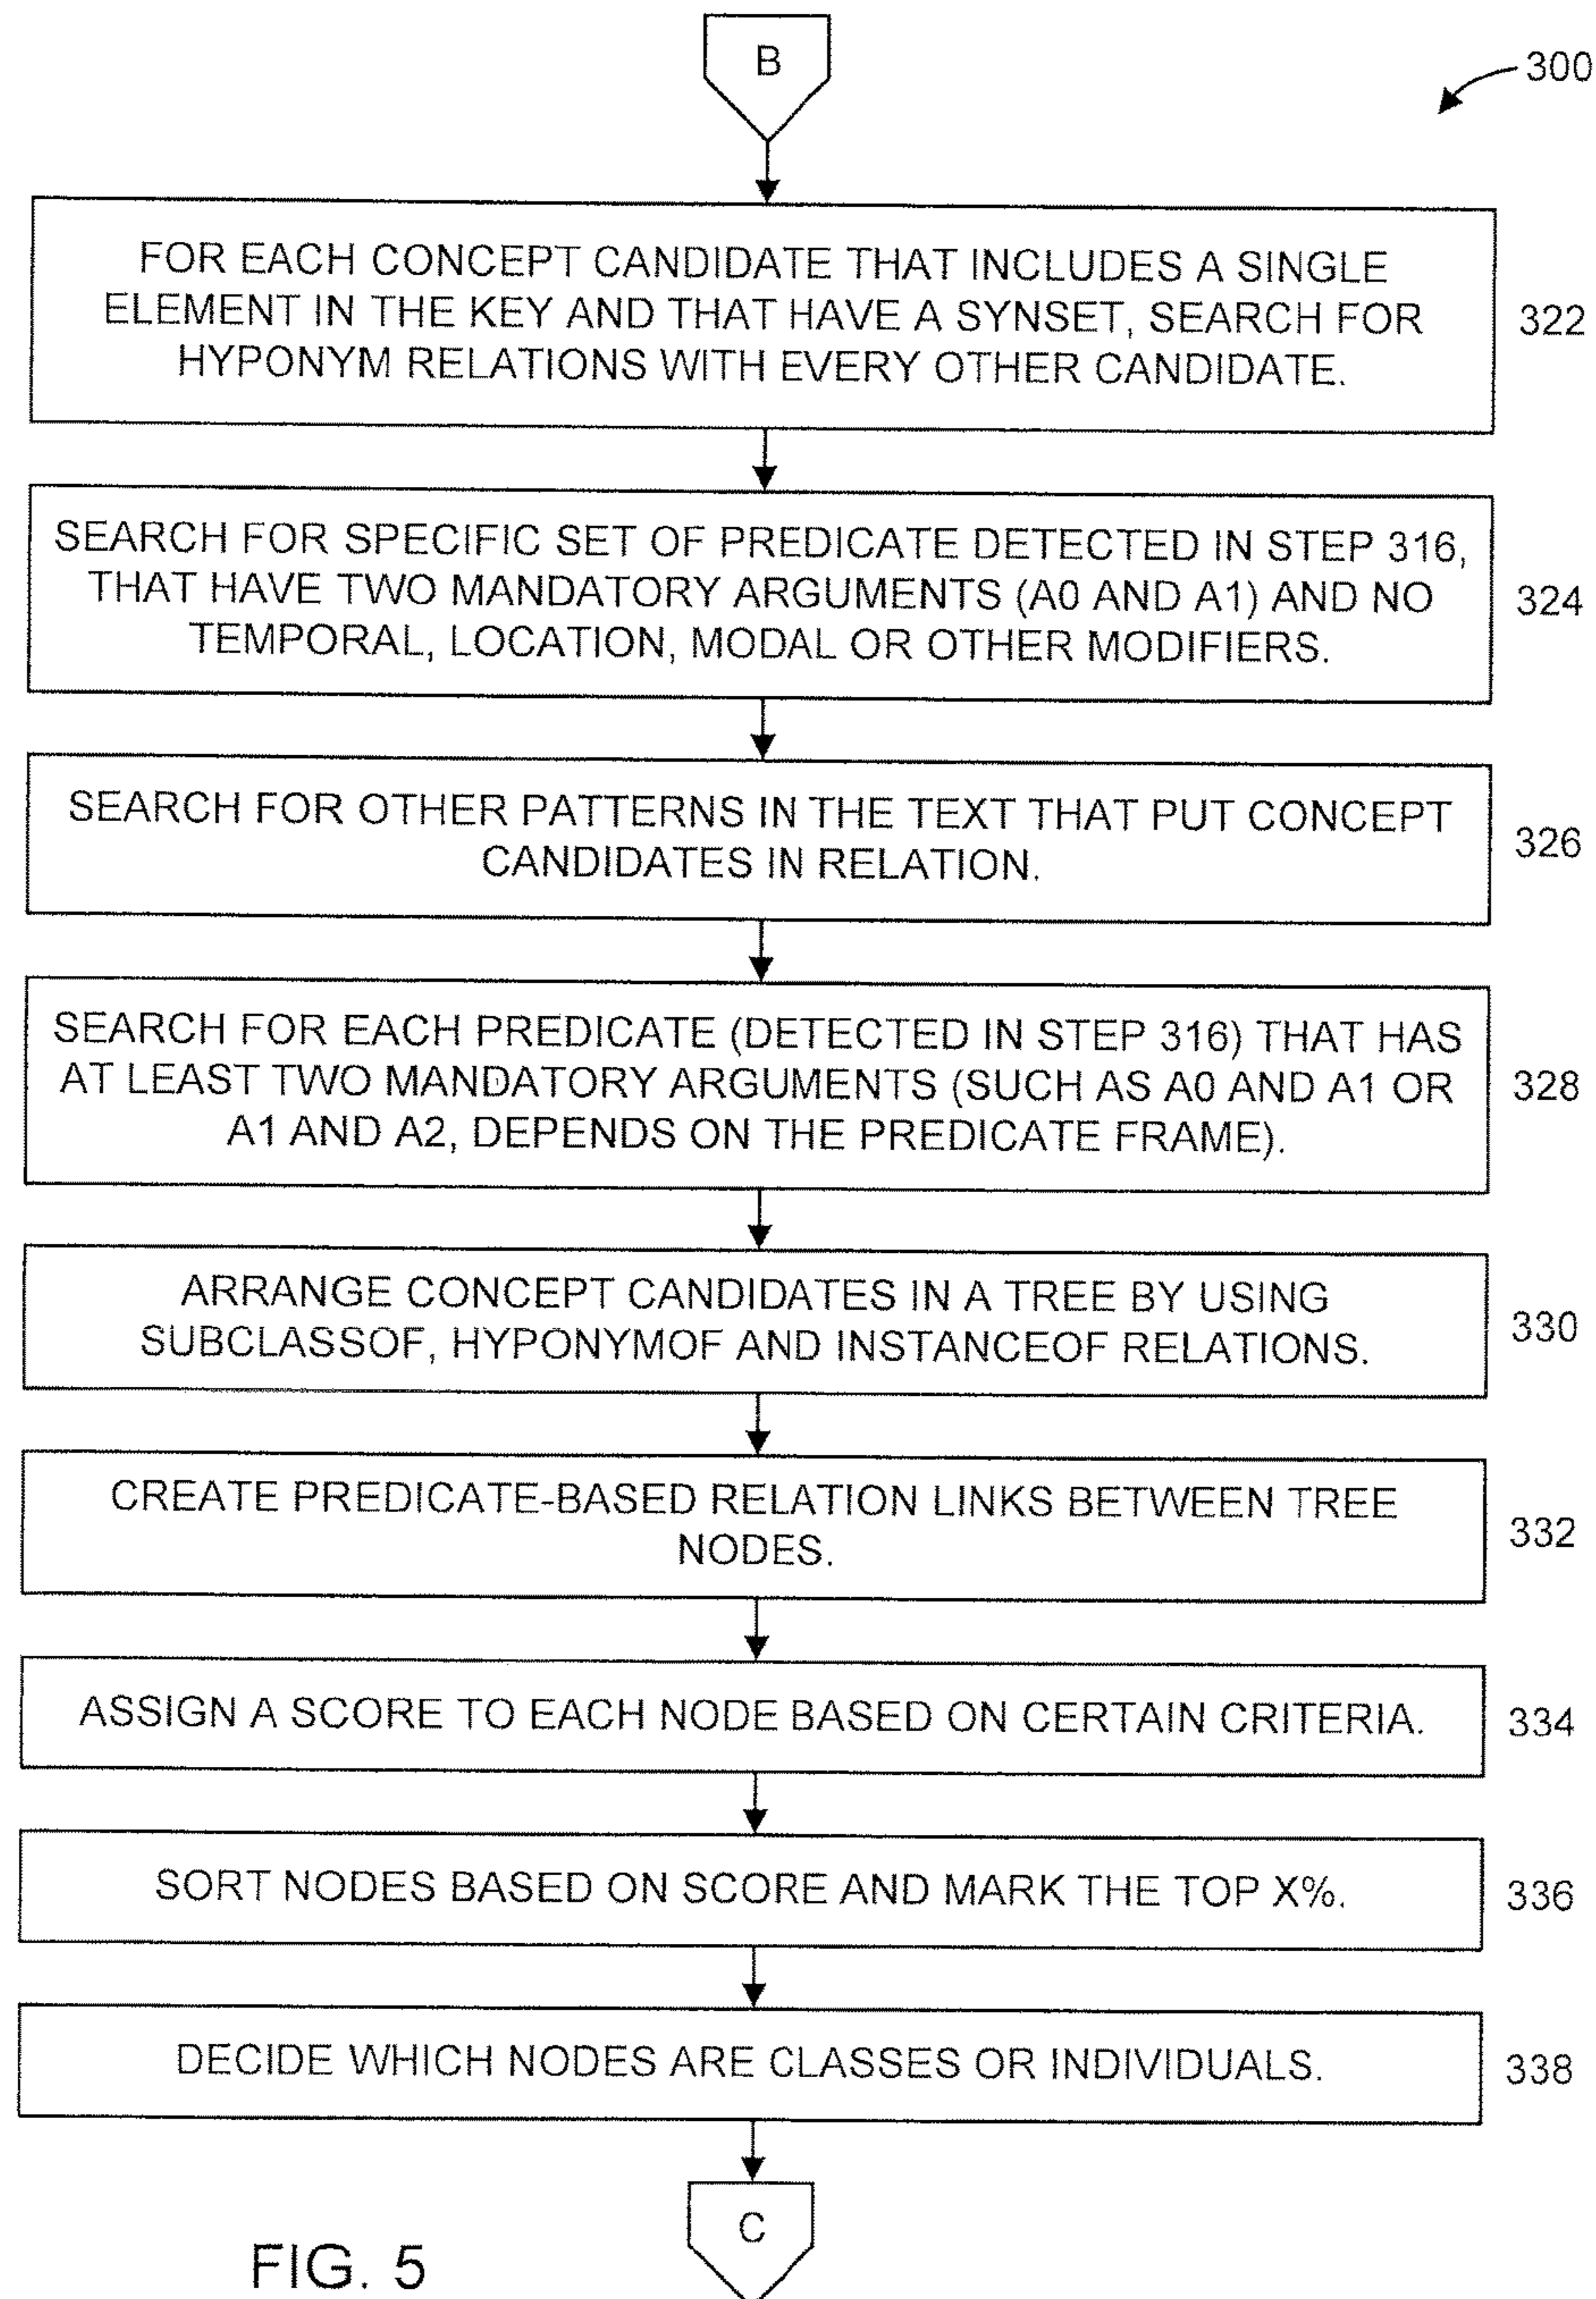 B
300
FOR EACH CONCEPT CANDIDATE THAT INCLUDES A SINGLE
ELEMENT IN THE KEY AND THAT HAVE A SYNSET, SEARCH FOR
HYPONYM RELATIONS WITH EVERY OTHER CANDIDATE.
322
SEARCH FOR SPECIFIC SET OF PREDICATE DETECTED IN STEP 316,
THAT HAVE TWO MANDATORY ARGUMENTS (A0 AND A1) AND NO
TEMPORAL, LOCATION, MODAL OR OTHER MODIFIERS.
324
SEARCH FOR OTHER PATTERNS IN THE TEXT THAT PUT CONCEPT
CANDIDATES IN RELATION.
326
SEARCH FOR EACH PREDICATE (DETECTED IN STEP 316) THAT HAS
AT LEAST TWO MANDATORY ARGUMENTS (SUCH AS A0 AND A1 OR
A1 AND A2, DEPENDS ON THE PREDICATE FRAME).
328
ARRANGE CONCEPT CANDIDATES IN A TREE BY USING
SUBCLASSOF, HYPONYMOF AND INSTANCEOF RELATIONS.
330
CREATE PREDICATE-BASED RELATION LINKS BETWEEN TREE
NODES.
332
ASSIGN A SCORE TO EACH NODE BASED ON CERTAIN CRITERIA.
334
SORT NODES BASED ON SCORE AND MARK THE TOP X%.
336
DECIDE WHICH NODES ARE CLASSES OR INDIVIDUALS.
338
C
FIG. 5